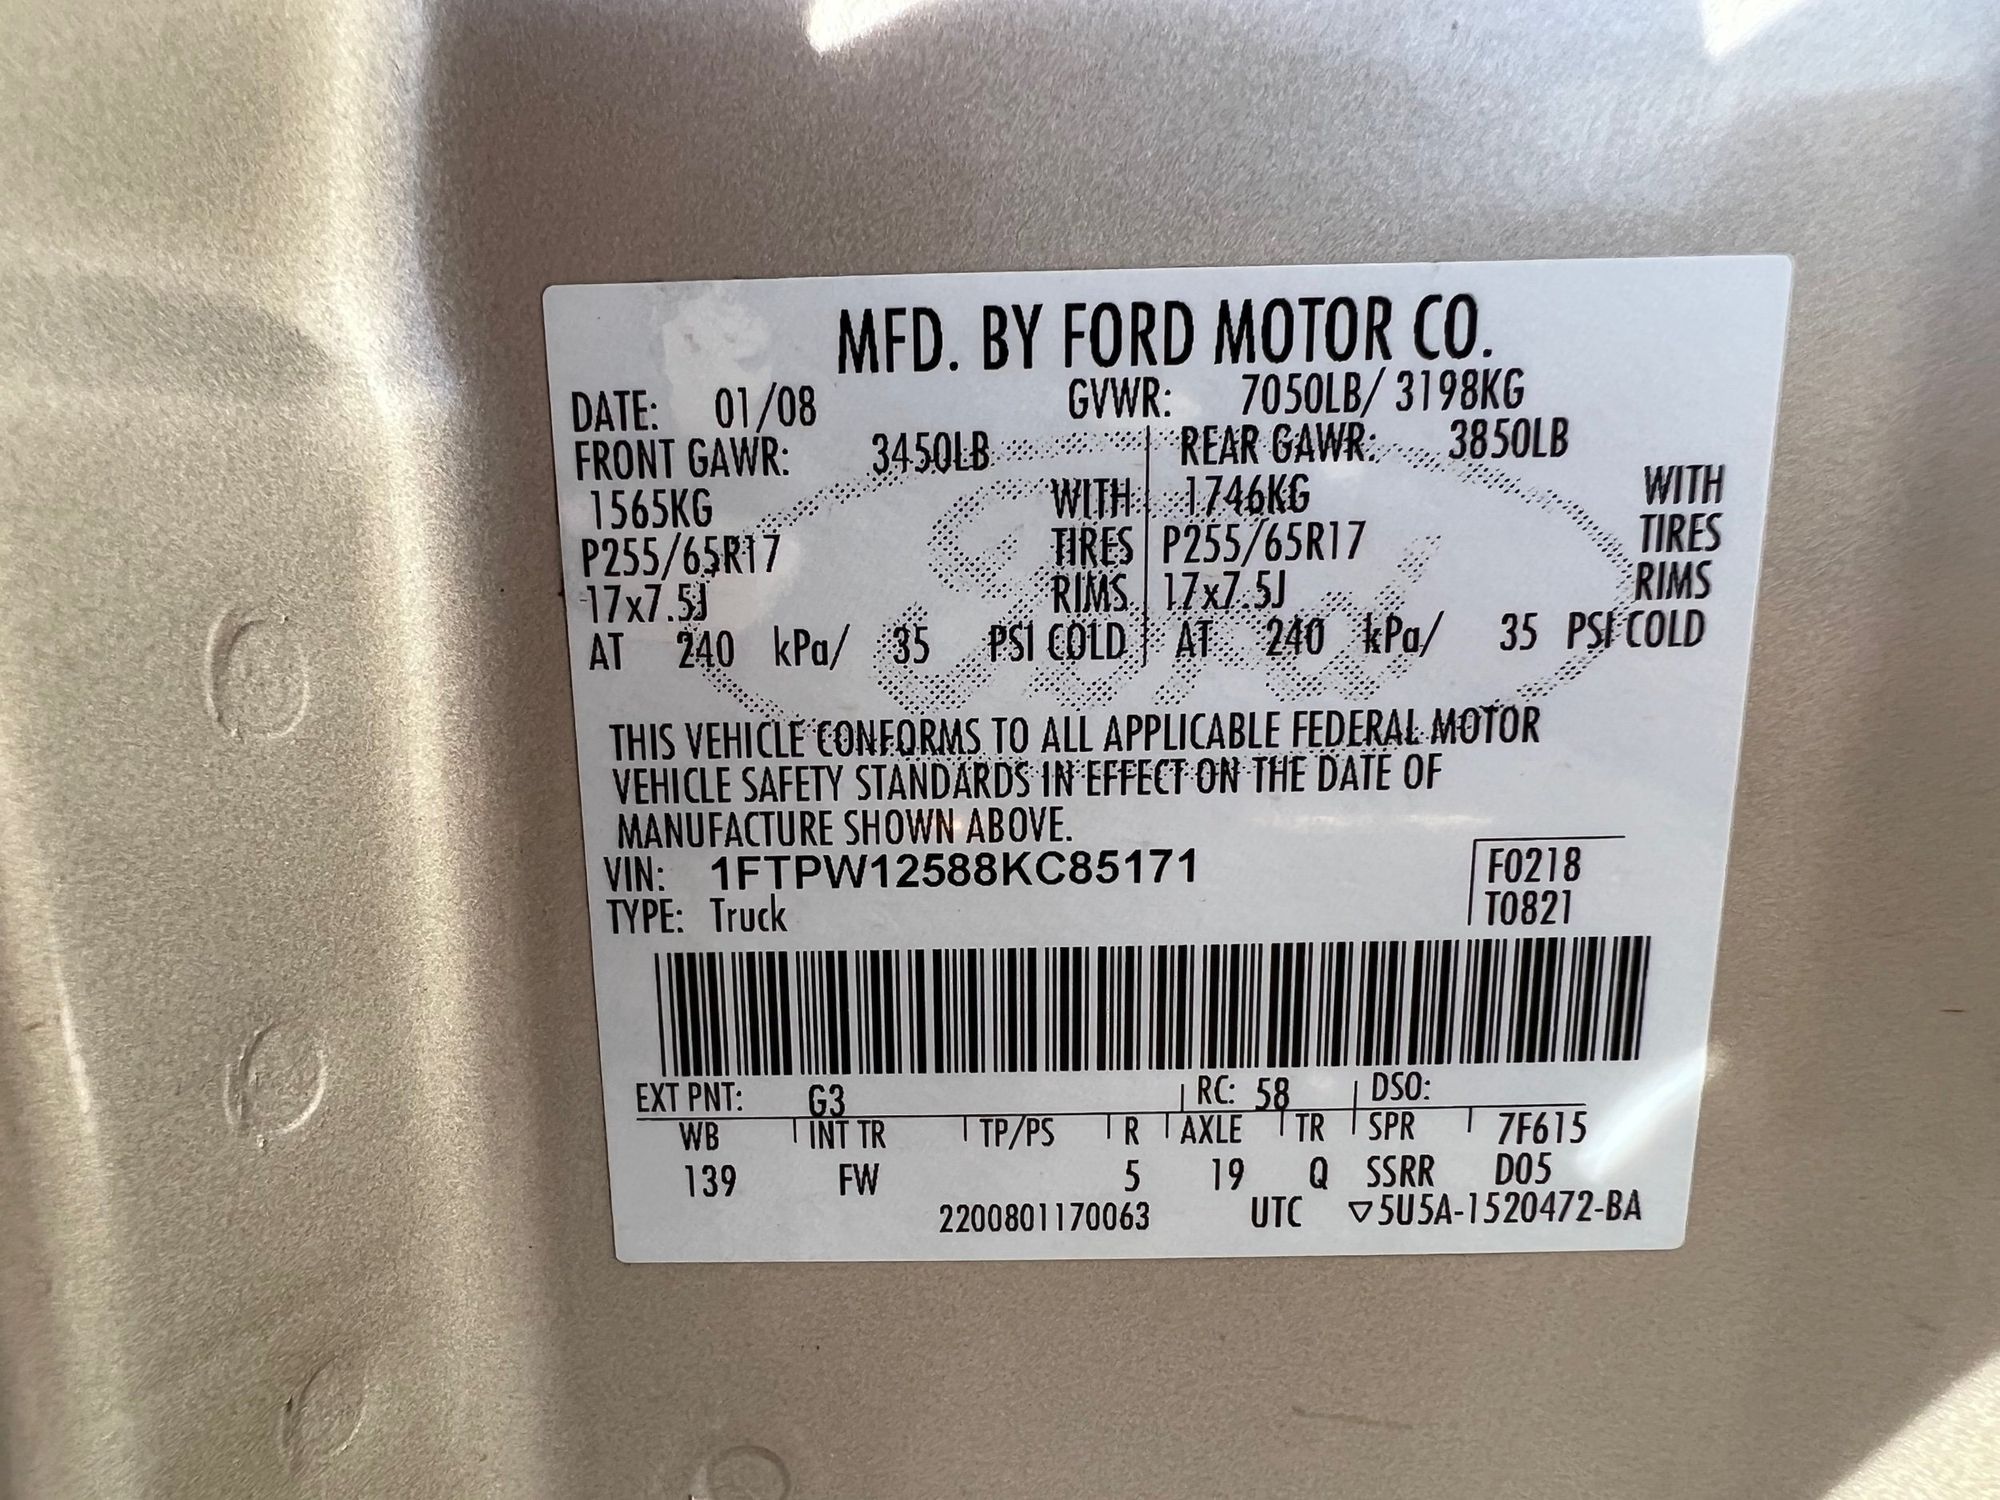 MFD. BY FORD MOTOR CO.
DATE: 01/08 GVWR: 7050LB/ 3198KG
FRONT GAWR: 3450LB REAR GAWR: 3850LB
1565KG WITH 1746KG WITH
P255/65R17 TIRES P255/65R17 TIRES
17x7.5J RIMS 17x7.5J RIMS
AT 240 kPa/ 35 PSI COLD AT 240 kPa/ 35 PSI COLD
THIS VEHICLE CONFORMS TO ALL APPLICABLE FEDERAL MOTOR
VEHICLE SAFETY STANDARDS IN EFFECT ON THE DATE OF
MANUFACTURE SHOWN ABOVE.
VIN: 1FTPW12588KC85171 F0218
TYPE: Truck T0821
EXT PNT: G3 RC: 58 DSO:
WB INT TR TP/PS R AXLE TR SPR 7F615
139 FW 5 19 Q SSRR D05
2200801170063 UTC ▽5U5A-1520472-BA